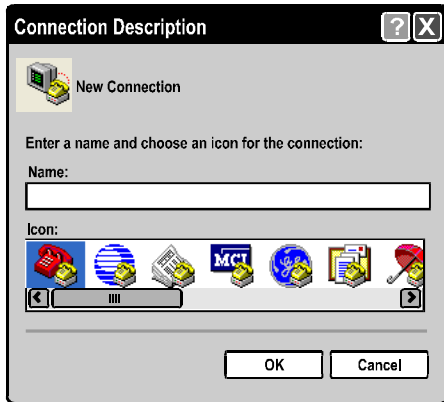 Connection Description
? X
New Connection
Enter a name and choose an icon for the connection:
Name:
Icon:
MCI
OK Cancel